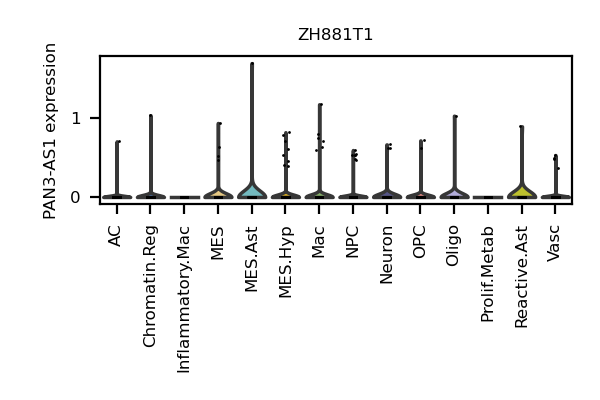 ZH881T1
PAN3-AS1 expression
1
0
AC
Chromatin.Reg
Inflammatory.Mac
MES
MES.Ast
MES.Hyp
Mac
NPC
Neuron
OPC
Oligo
Prolif.Metab
Reactive.Ast
Vasc